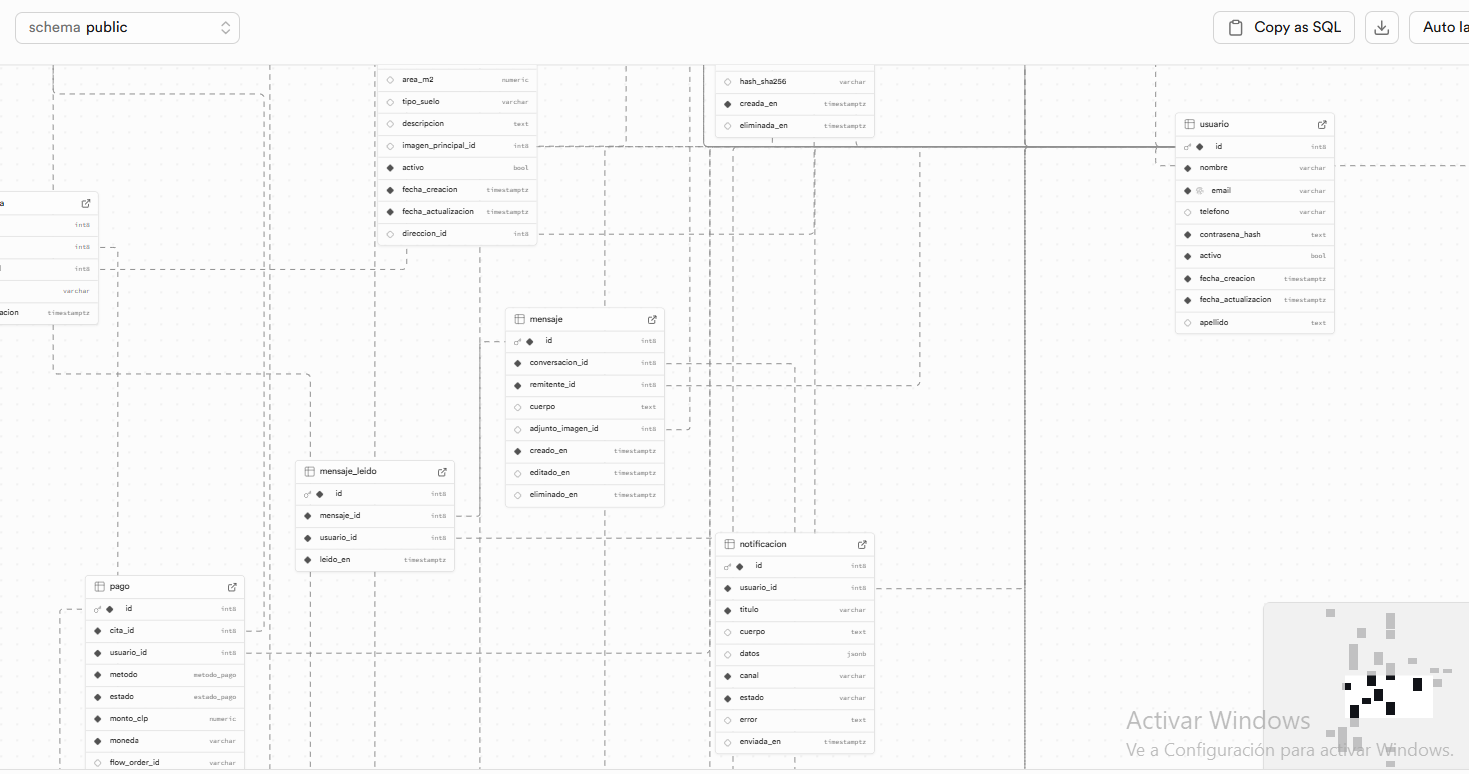 schema public
Copy as SQL
Auto la
area_m2 numeric
tipo_suelo varchar
descripcion text
imagen_principal_id int8
activo bool
fecha_creacion timestamptz
fecha_actualizacion timestamptz
direccion_id int8
hash_sha256 varchar
creada_en timestamptz
eliminada_en timestamptz
usuario
id int8
nombre varchar
email varchar
telefono varchar
contrasena_hash text
activo bool
fecha_creacion timestamptz
fecha_actualizacion timestamptz
apellido text
a
int8
int8
l int8
varchar
acion timestamptz
mensaje
id int8
conversacion_id int8
remitente_id int8
cuerpo text
adjunto_imagen_id int8
creado_en timestamptz
editado_en timestamptz
eliminado_en timestamptz
mensaje_leido
id int8
mensaje_id int8
usuario_id int8
leido_en timestamptz
notificacion
id int8
usuario_id int8
titulo varchar
cuerpo text
datos jsonb
canal varchar
estado varchar
error text
enviada_en timestamptz
pago
id int8
cita_id int8
usuario_id int8
metodo metodo_pago
estado estado_pago
monto_clp numeric
moneda varchar
flow_order_id varchar
Activar Windows
Ve a Configuración para activar Windows.